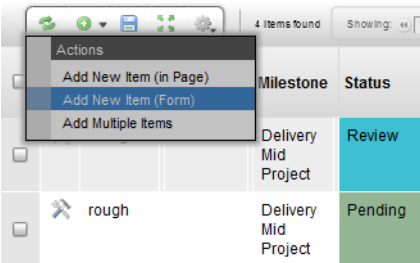 4 Items found
Showing:
Actions
Add New Item (in Page)
Add New Item (Form)
Add Multiple Items
Milestone
Status
Delivery
Mid
Project
Review
rough
Delivery
Mid
Project
Pending